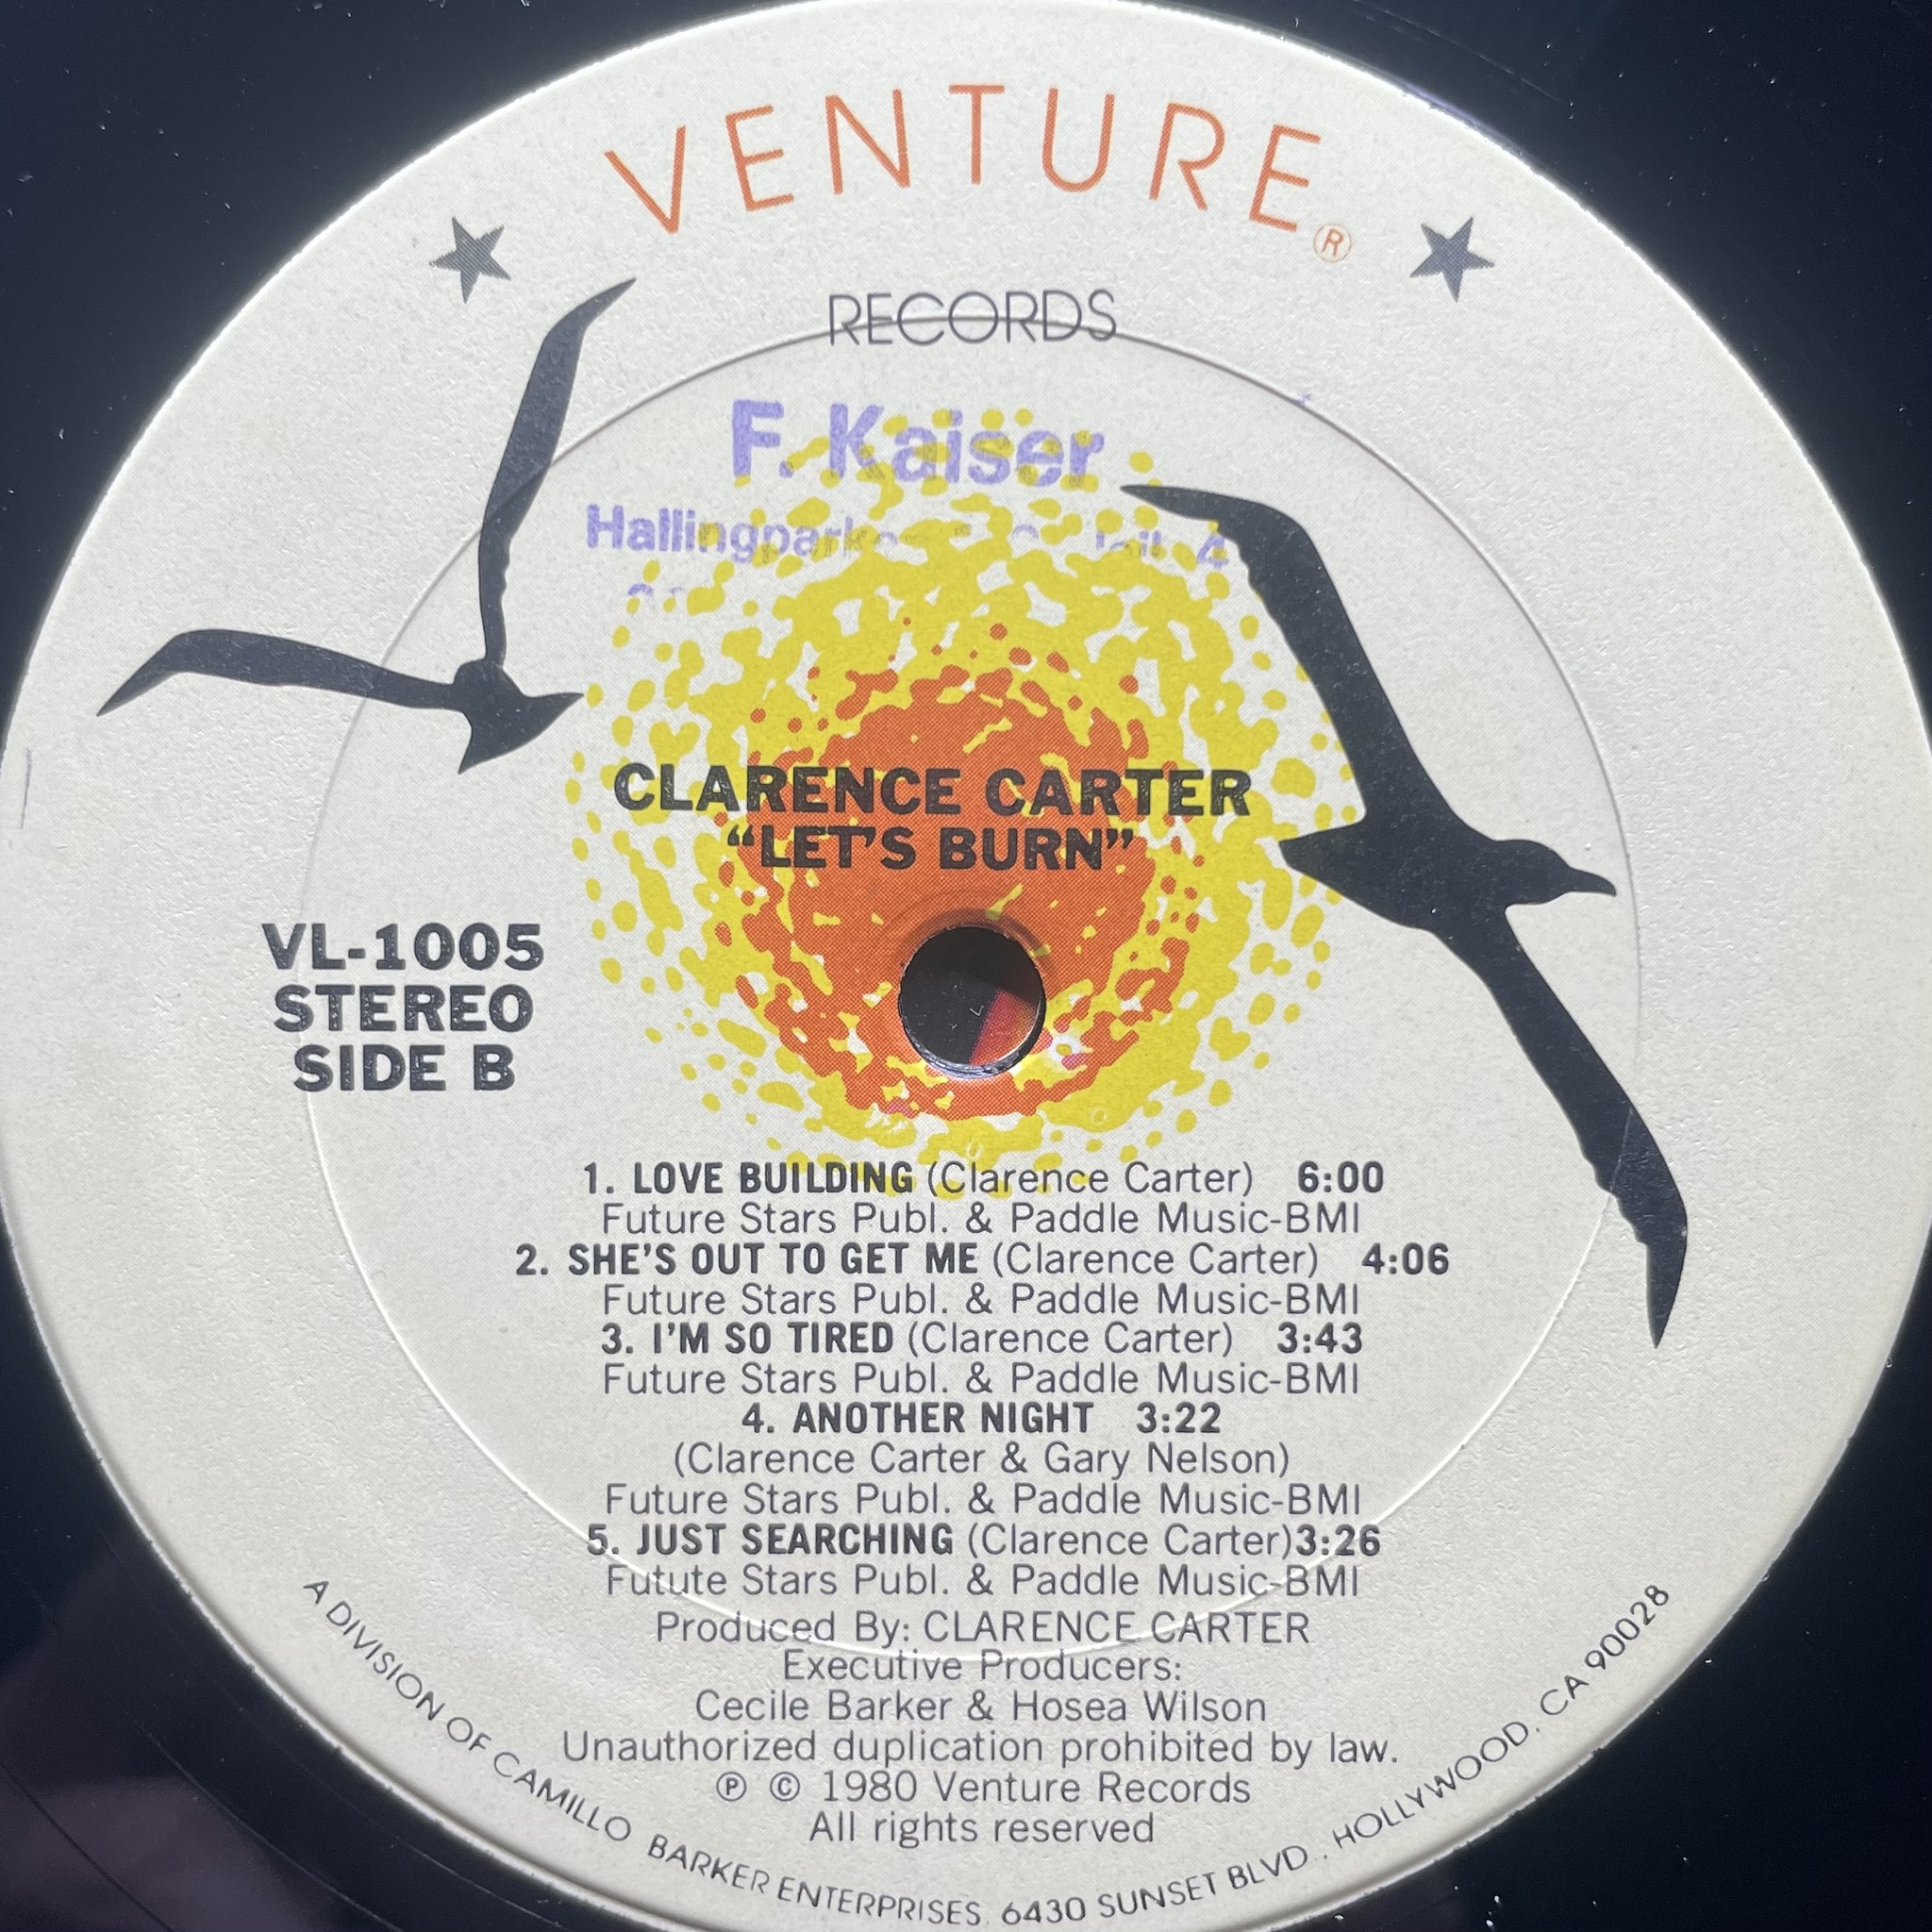 VENTURE®
RECORDS
F. Kaiser
CLARENCE CARTER
“LET’S BURN”
VL-1005
STEREO
SIDE B
1. LOVE BUILDING (Clarence Carter) 6:00
Future Stars Publ. & Paddle Music-BMI
2. SHE’S OUT TO GET ME (Clarence Carter) 4:06
Future Stars Publ. & Paddle Music-BMI
3. I’M SO TIRED (Clarence Carter) 3:43
Future Stars Publ. & Paddle Music-BMI
4. ANOTHER NIGHT 3:22
(Clarence Carter & Gary Nelson)
Future Stars Publ. & Paddle Music-BMI
5. JUST SEARCHING (Clarence Carter)3:26
Futute Stars Publ. & Paddle Music-BMI
Produced By: CLARENCE CARTER
Executive Producers:
Cecile Barker & Hosea Wilson
Unauthorized duplication prohibited by law.
℗ © 1980 Venture Records
All rights reserved
A DIVISION OF CAMILLO BARKER ENTERPRISES. 6430 SUNSET BLVD., HOLLYWOOD, CA 90028